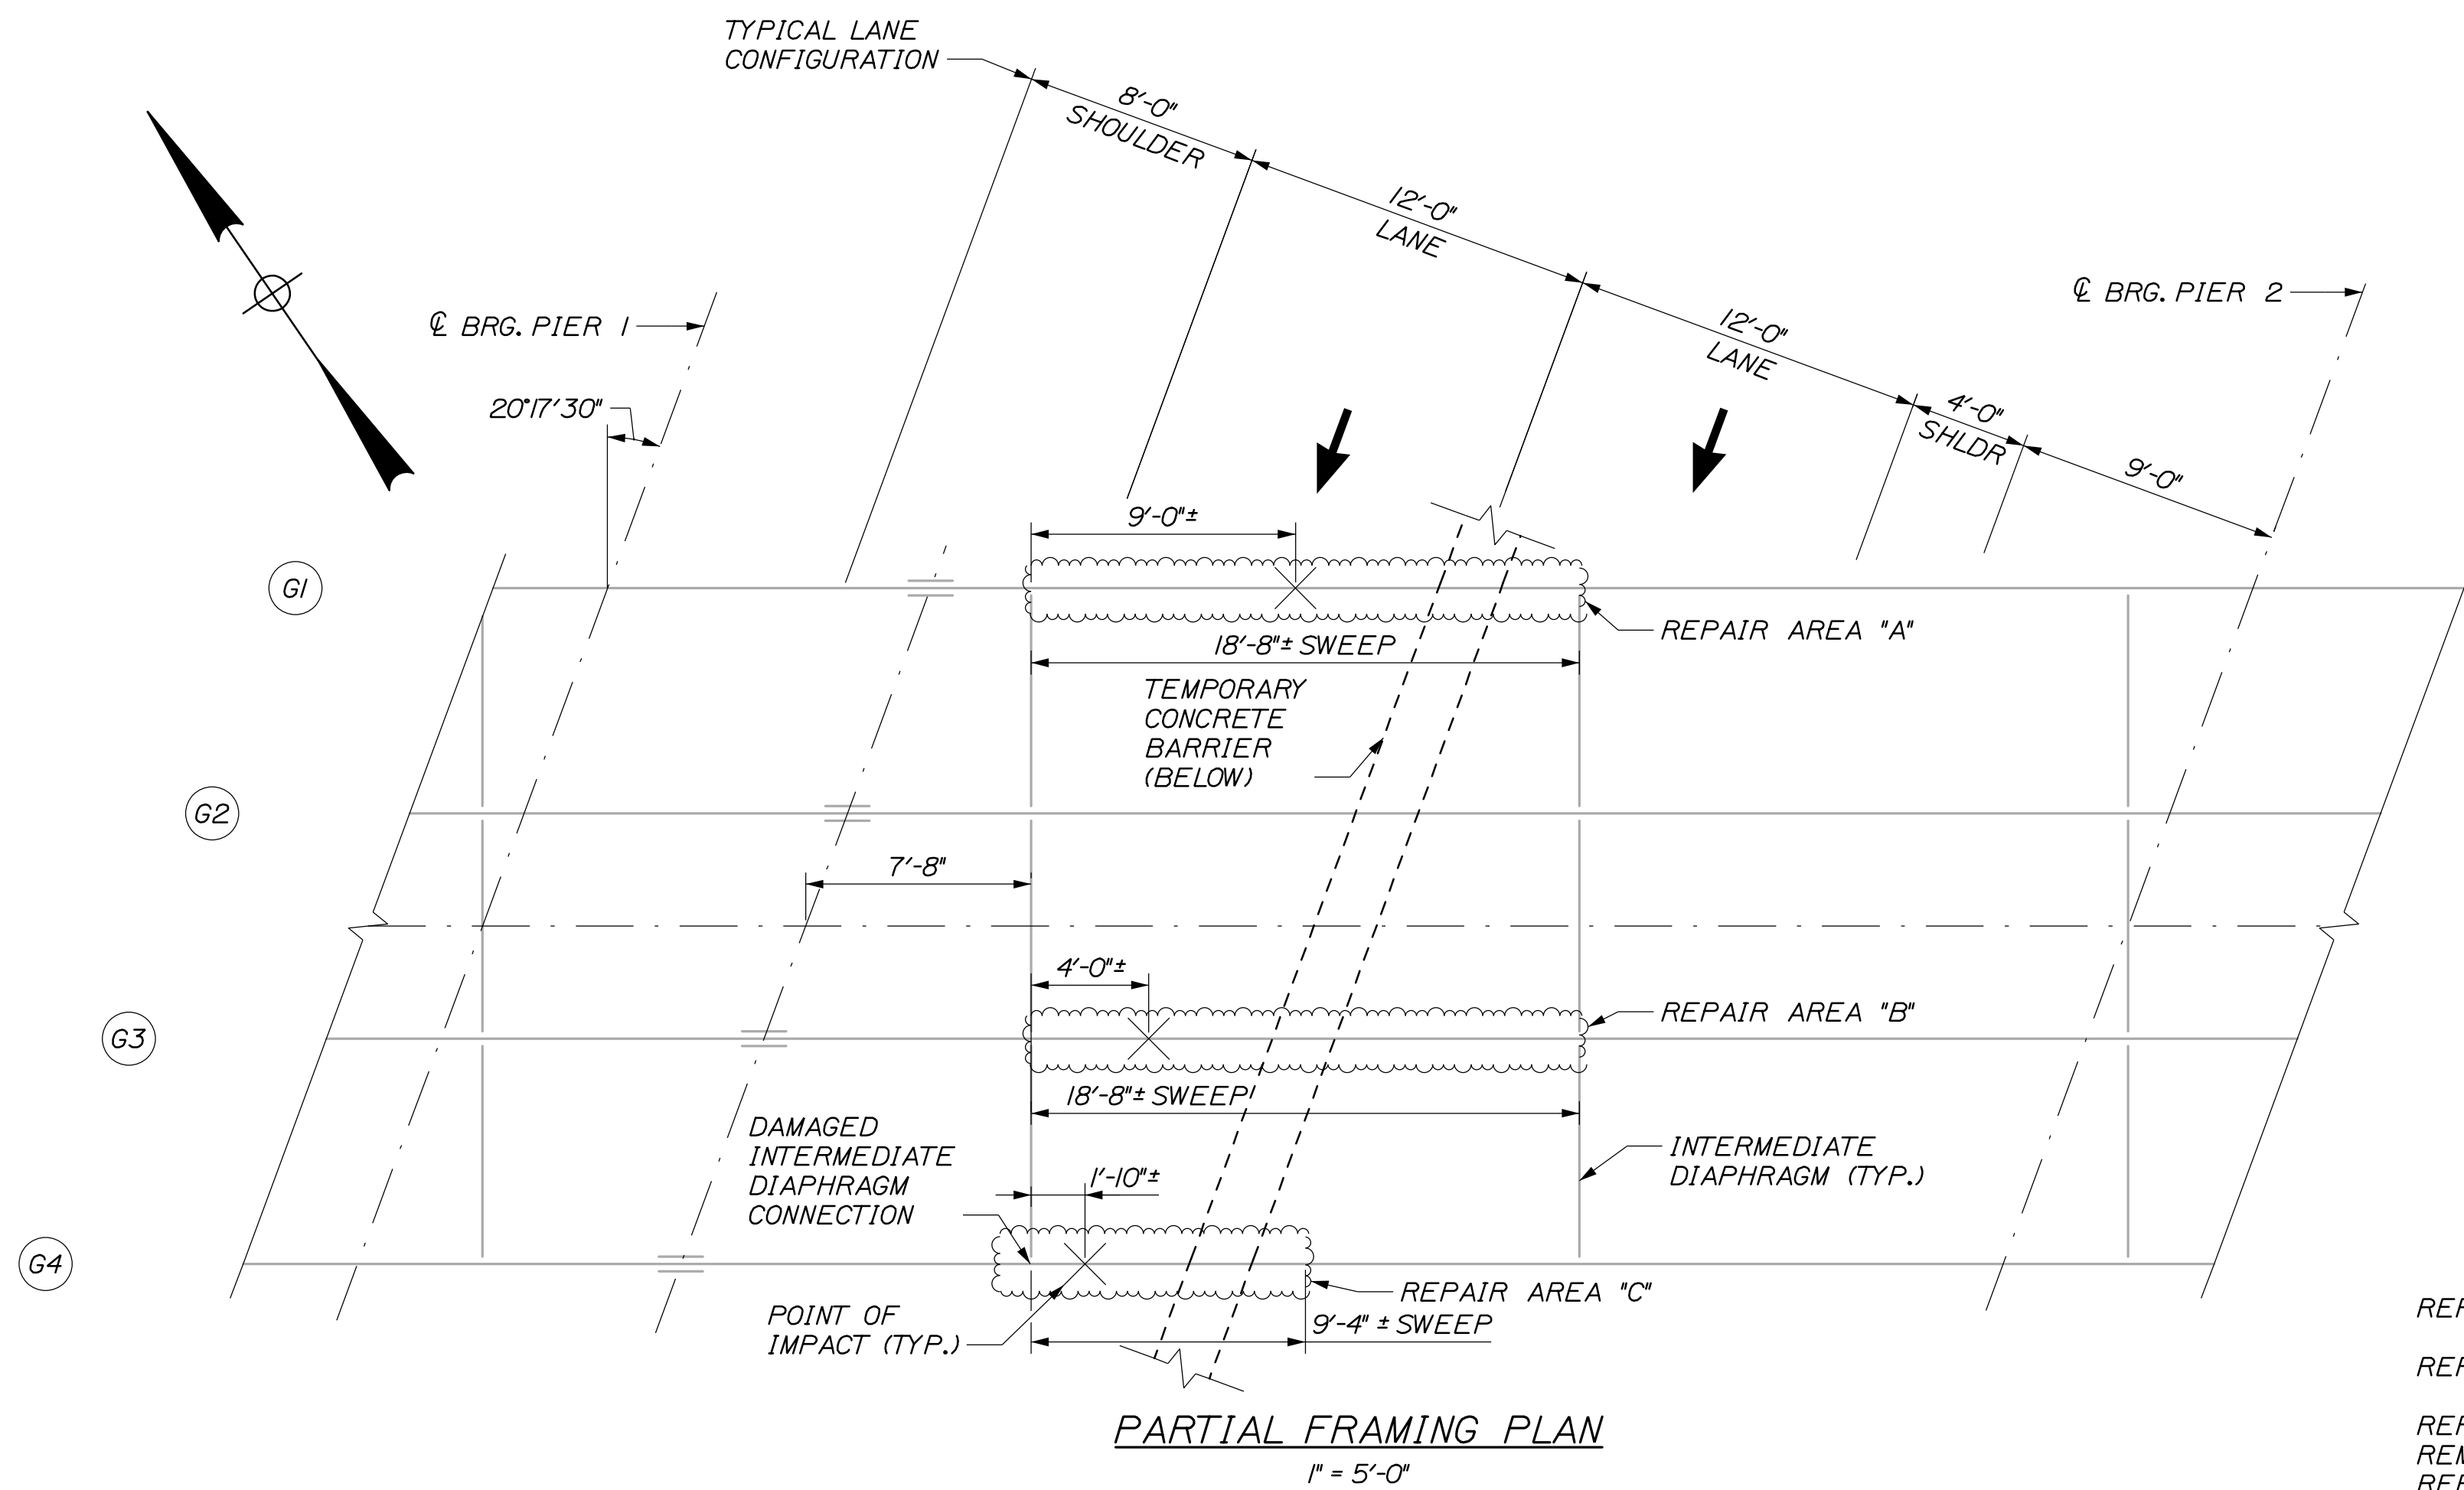 TYPICAL LANE
CONFIGURATION
8'-0"
SHOULDER
12'-0"
LANE
12'-0"
LANE
4'-0"
SHLDR
9'-0"
℄ BRG. PIER 1
℄ BRG. PIER 2
20°17'30"
9'-0"±
G1
REPAIR AREA "A"
18'-8"± SWEEP
TEMPORARY
CONCRETE
BARRIER
(BELOW)
G2
7'-8"
4'-0"±
REPAIR AREA "B"
G3
18'-8"± SWEEP
DAMAGED
INTERMEDIATE
DIAPHRAGM
CONNECTION
1'-10"±
INTERMEDIATE
DIAPHRAGM (TYP.)
G4
REPAIR AREA "C"
POINT OF
IMPACT (TYP.)
9'-4" ± SWEEP
PARTIAL FRAMING PLAN
1" = 5'-0"